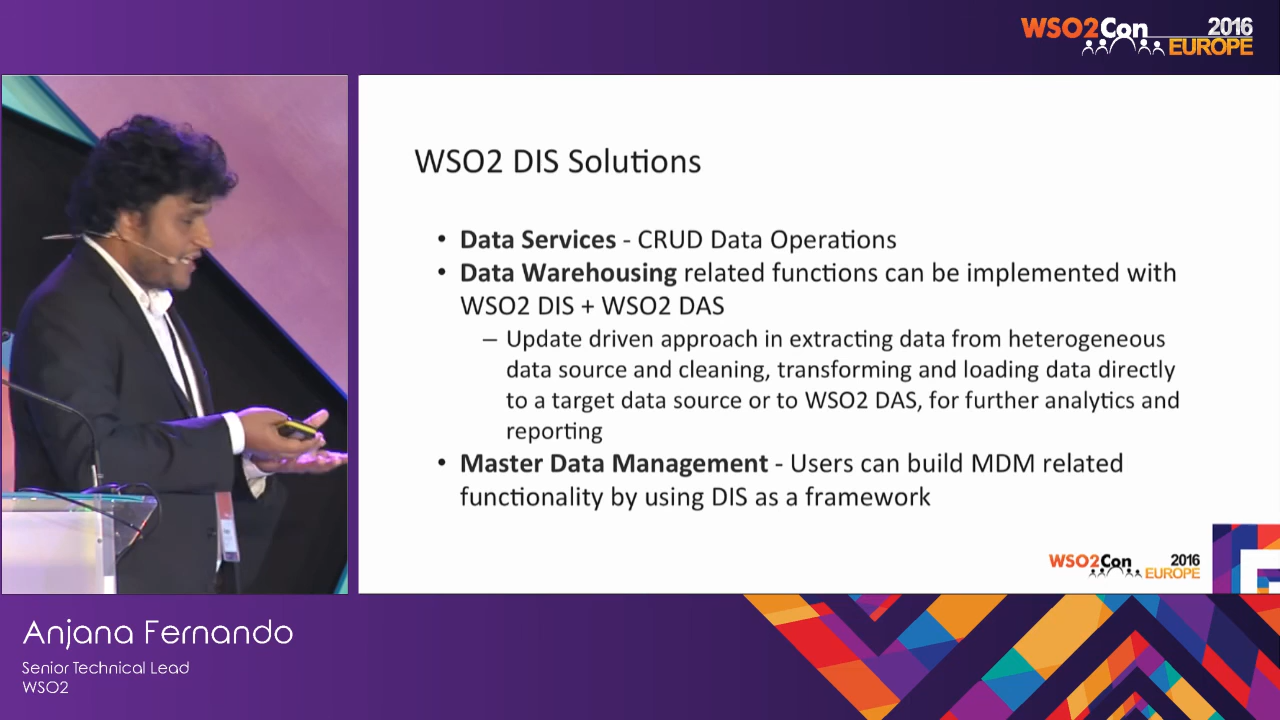 WSO2Con 2016
EUROPE
WSO2 DIS Solutions
• Data Services - CRUD Data Operations
• Data Warehousing related functions can be implemented with
WSO2 DIS + WSO2 DAS
– Update driven approach in extracting data from heterogeneous
data source and cleaning, transforming and loading data directly
to a target data source or to WSO2 DAS, for further analytics and
reporting
• Master Data Management - Users can build MDM related
functionality by using DIS as a framework
WSO2Con 2016
EUROPE
Anjana Fernando
Senior Technical Lead
WSO2